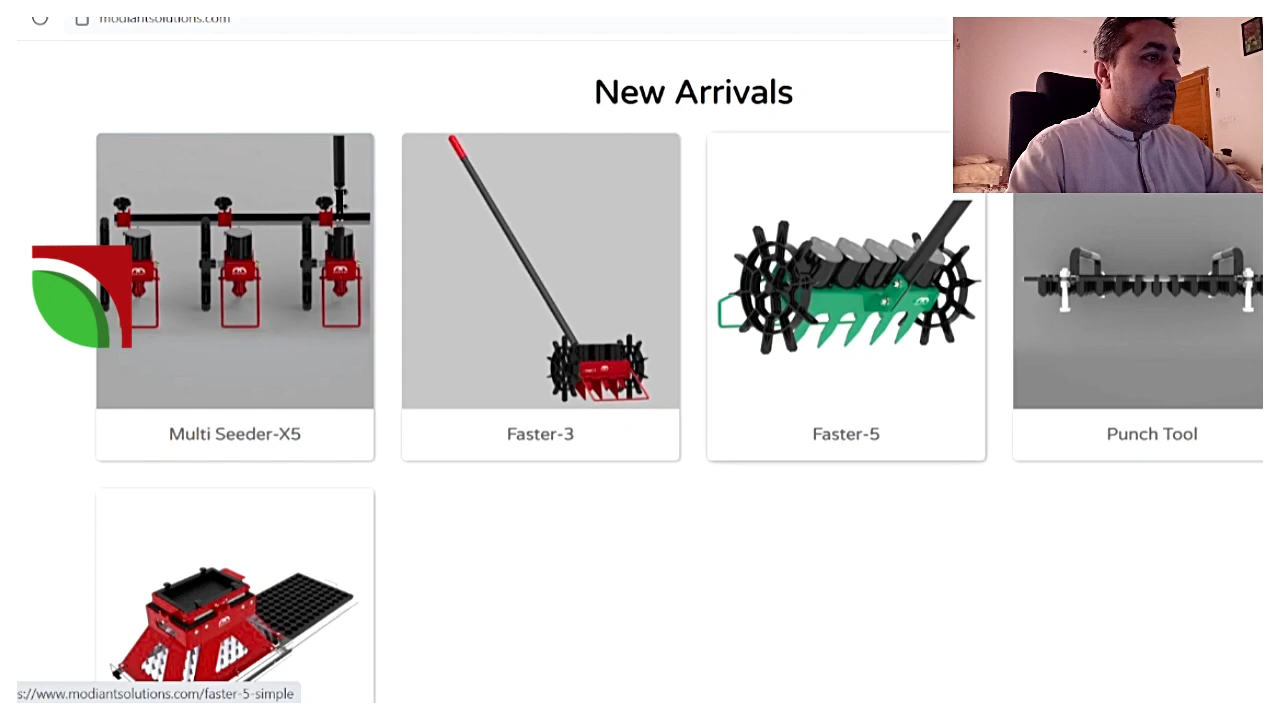 modiantsolutions.com
New Arrivals
Multi Seeder-X5
Faster-3
Faster-5
Punch Tool
s://www.modiantsolutions.com/faster-5-simple